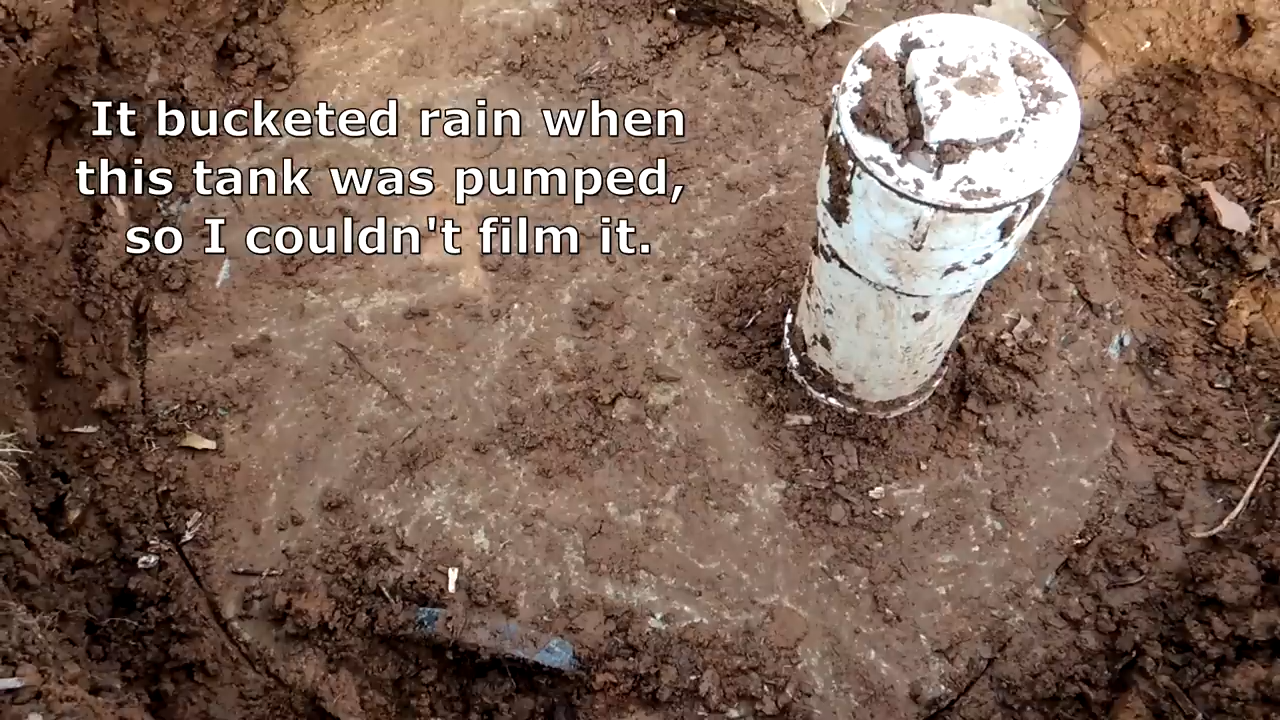 It bucketed rain when
this tank was pumped,
so I couldn't film it.